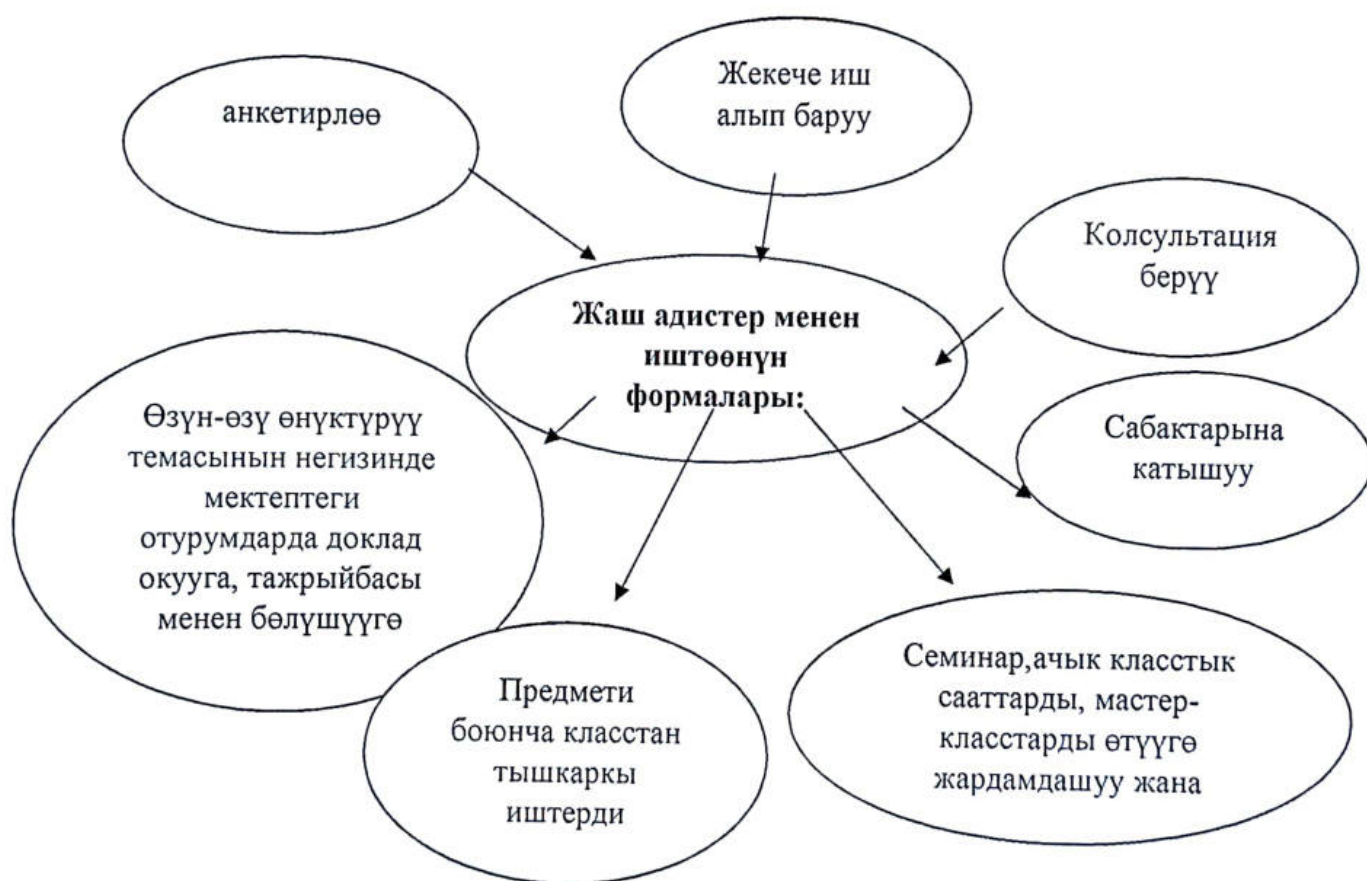 анкетирлөө
Жекече иш
алып баруу
Колсультация
берүү
Жаш адистер менен
иштөөнүн
формалары:
Сабактарына
катышуу
Өзүн-өзү өнүктүрүү
темасынын негизинде
мектептеги
отурумдарда доклад
окууга, тажрыйбасы
менен бөлүшүүгө
Предмети
боюнча класстан
тышкаркы
иштерди
Семинар,ачык класстык
сааттарды, мастер-
класстарды өтүүгө
жардамдашуу жана